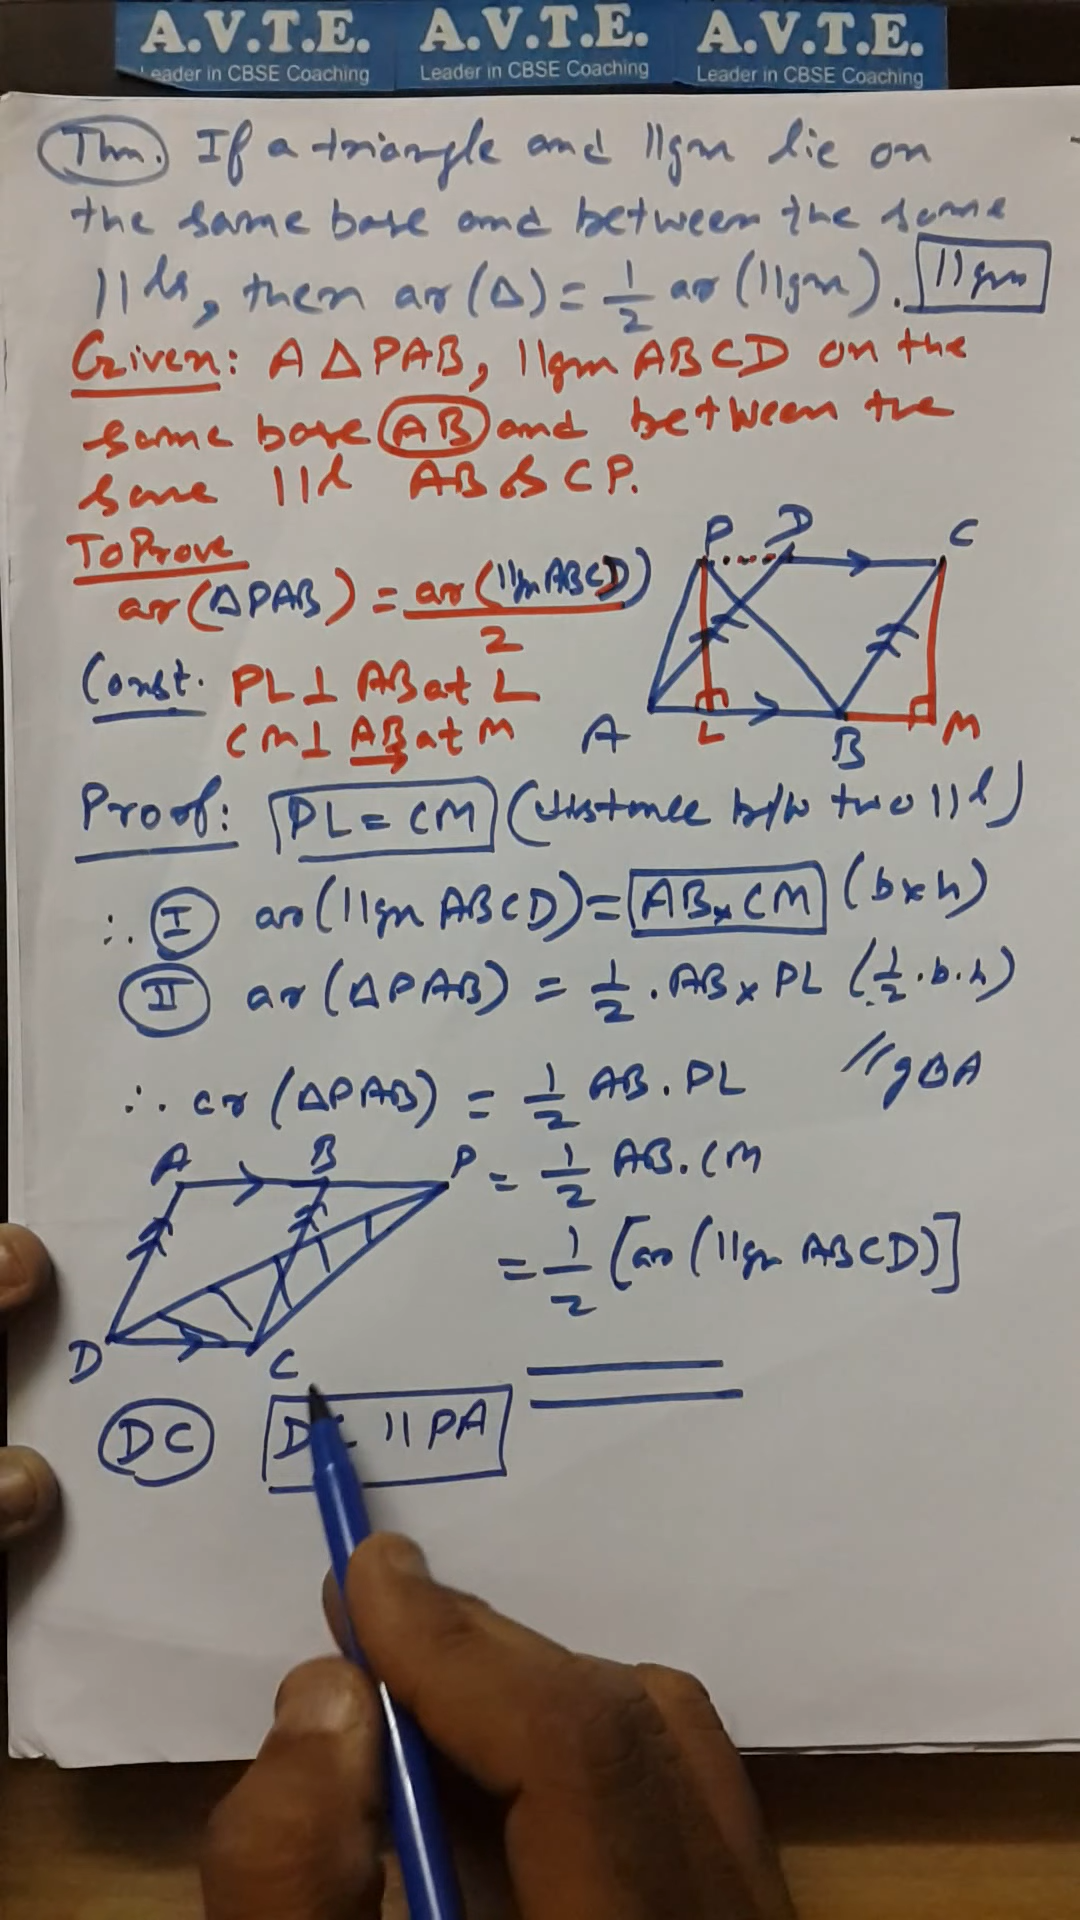 A.V.T.E. A.V.T.E. A.V.T.E.
Leader in CBSE Coaching Leader in CBSE Coaching Leader in CBSE Coaching
Thm. If a triangle and ||gm lie on
the same base and between the same
||ls, then ar(Δ) = 1/2 ar(||gm). ||gm
Given: A ΔPAB, ||gm ABCD on the
same base AB and between the
same ||l AB & CP.
To Prove
ar(ΔPAB) = ar(||gm ABCD)/2
Const. PL ⊥ AB at L
CM ⊥ AB at M
P D C
A L B M
Proof: PL = CM (distance b/w two ||l)
∴ I ar(||gm ABCD) = AB × CM (b×h)
II ar(ΔPAB) = 1/2 . AB × PL (1/2 . b . h)
∴ ar(ΔPAB) = 1/2 AB . PL
= 1/2 AB . CM
= 1/2 [ar(||gm ABCD)]
A B P
D C
DC DC || PA